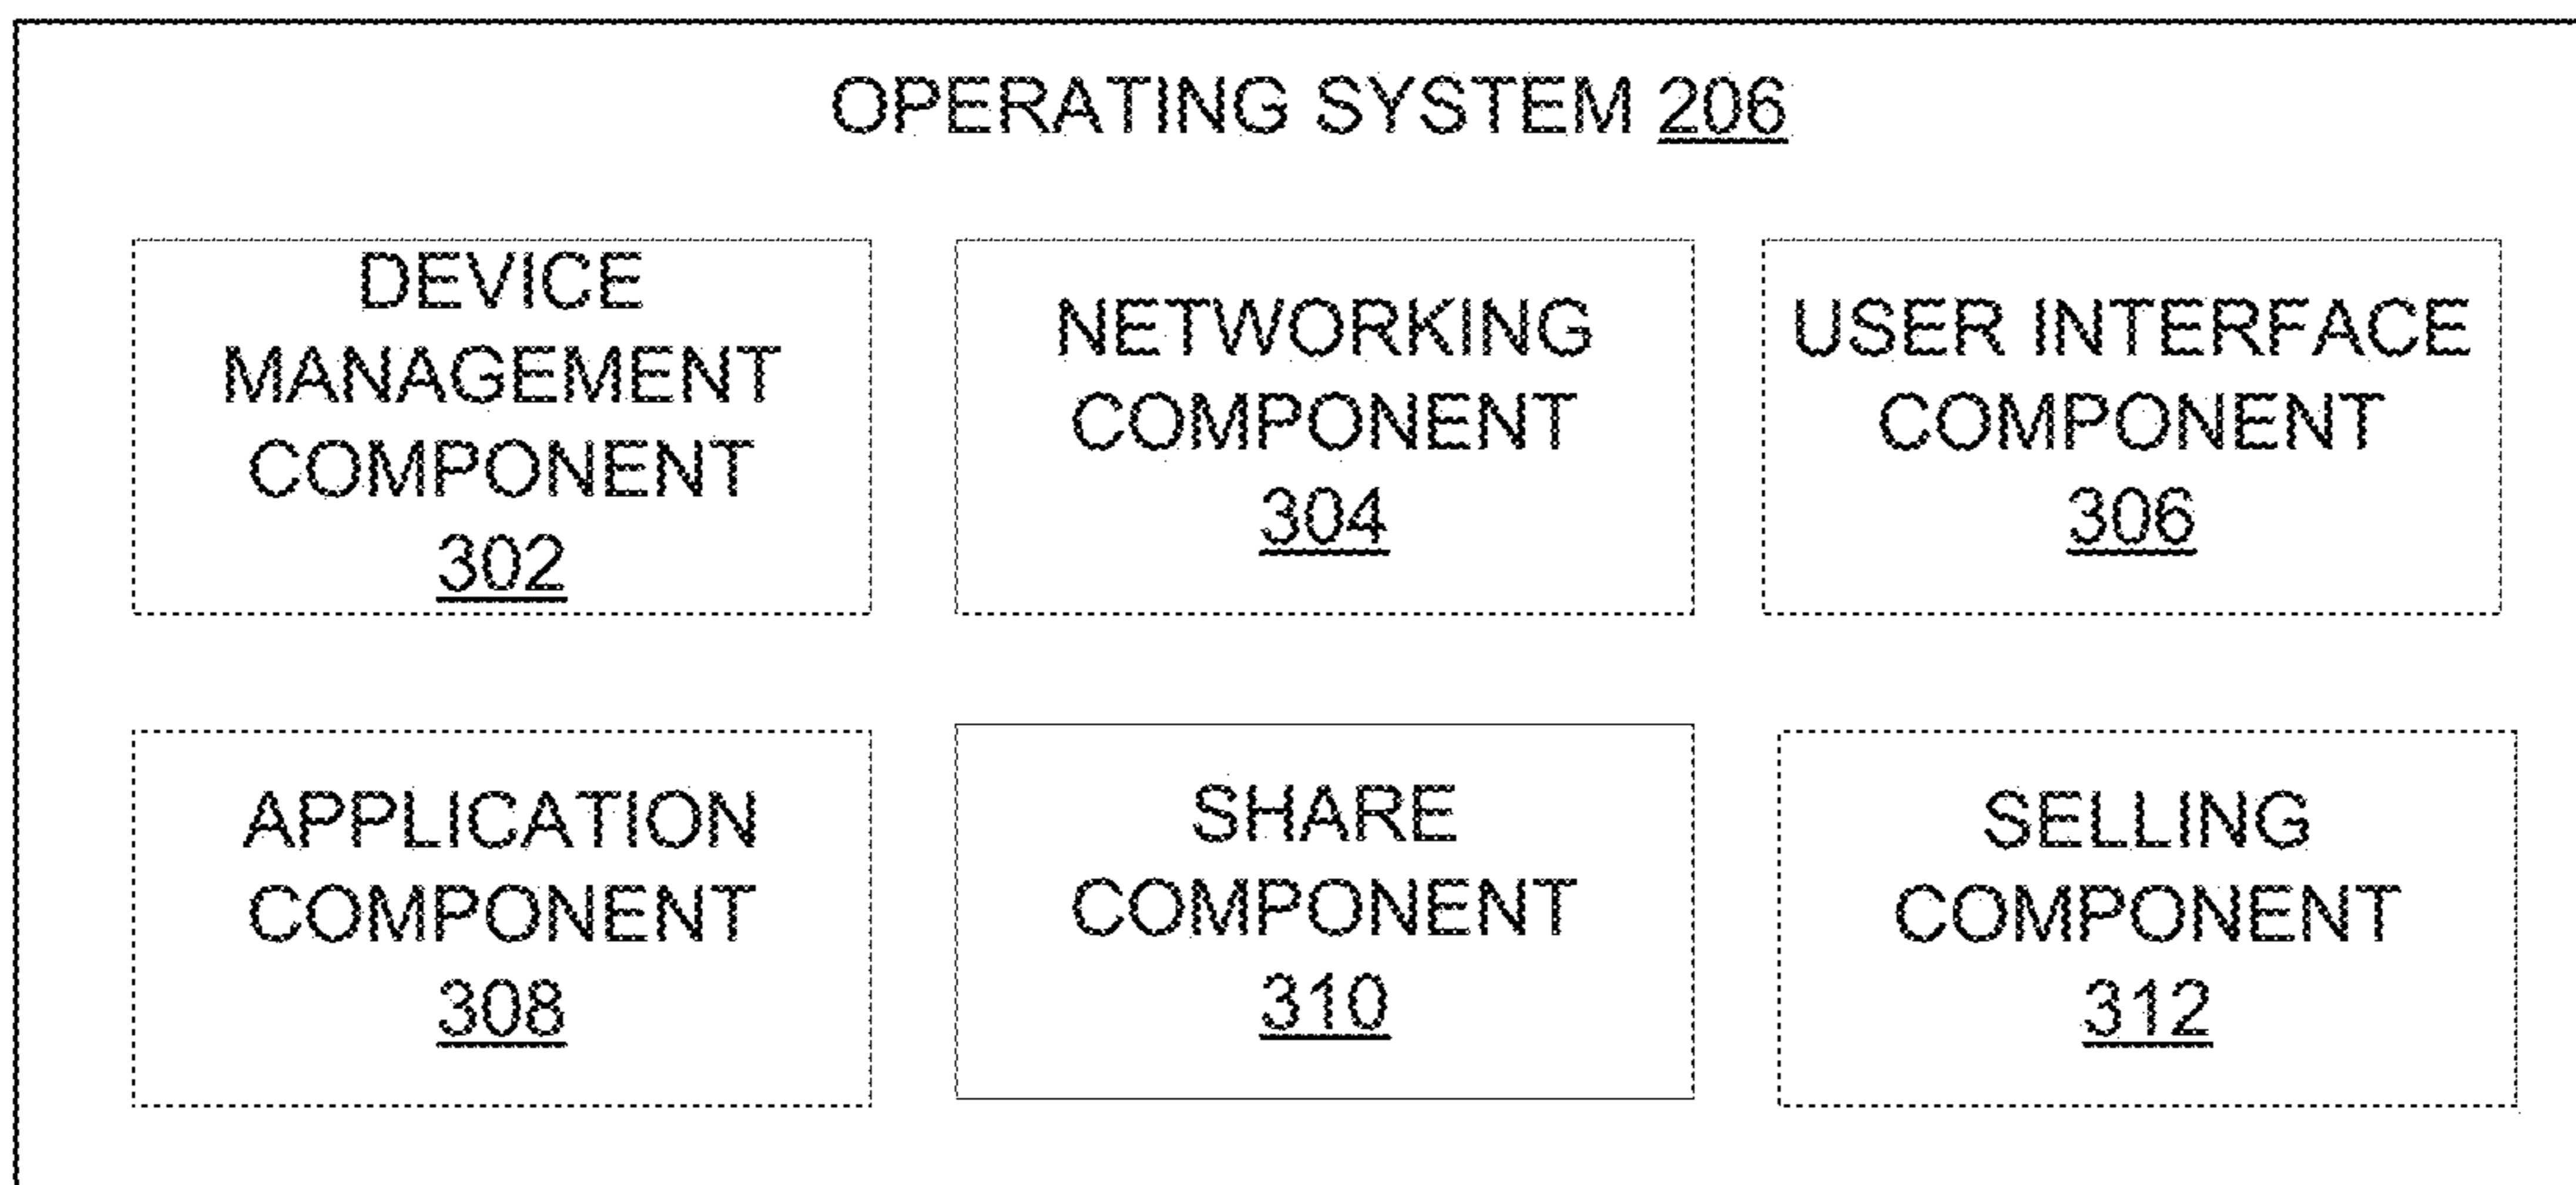 OPERATING SYSTEM 206
DEVICE
MANAGEMENT
COMPONENT
302
NETWORKING
COMPONENT
304
USER INTERFACE
COMPONENT
306
APPLICATION
COMPONENT
308
SHARE
COMPONENT
310
SELLING
COMPONENT
312